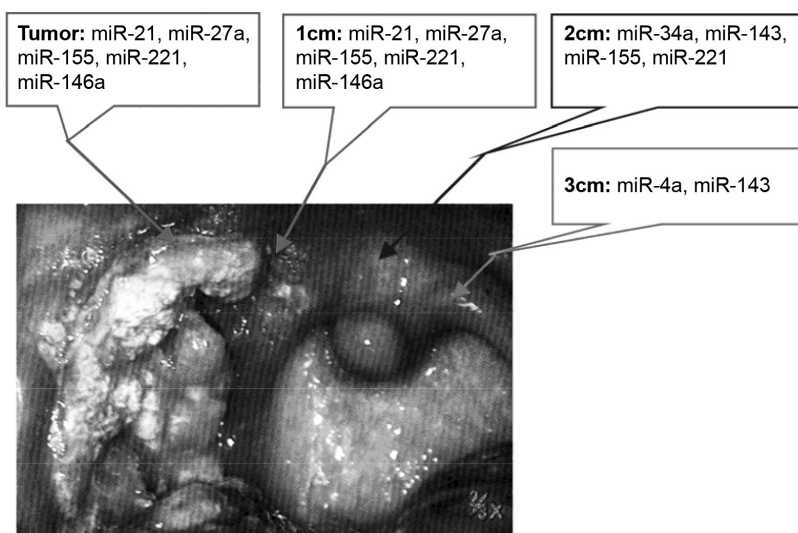 Tumor: miR-21, miR-27a,
miR-155, miR-221,
miR-146a
1cm: miR-21, miR-27a,
miR-155, miR-221,
miR-146a
2cm: miR-34a, miR-143,
miR-155, miR-221
3cm: miR-4a, miR-143